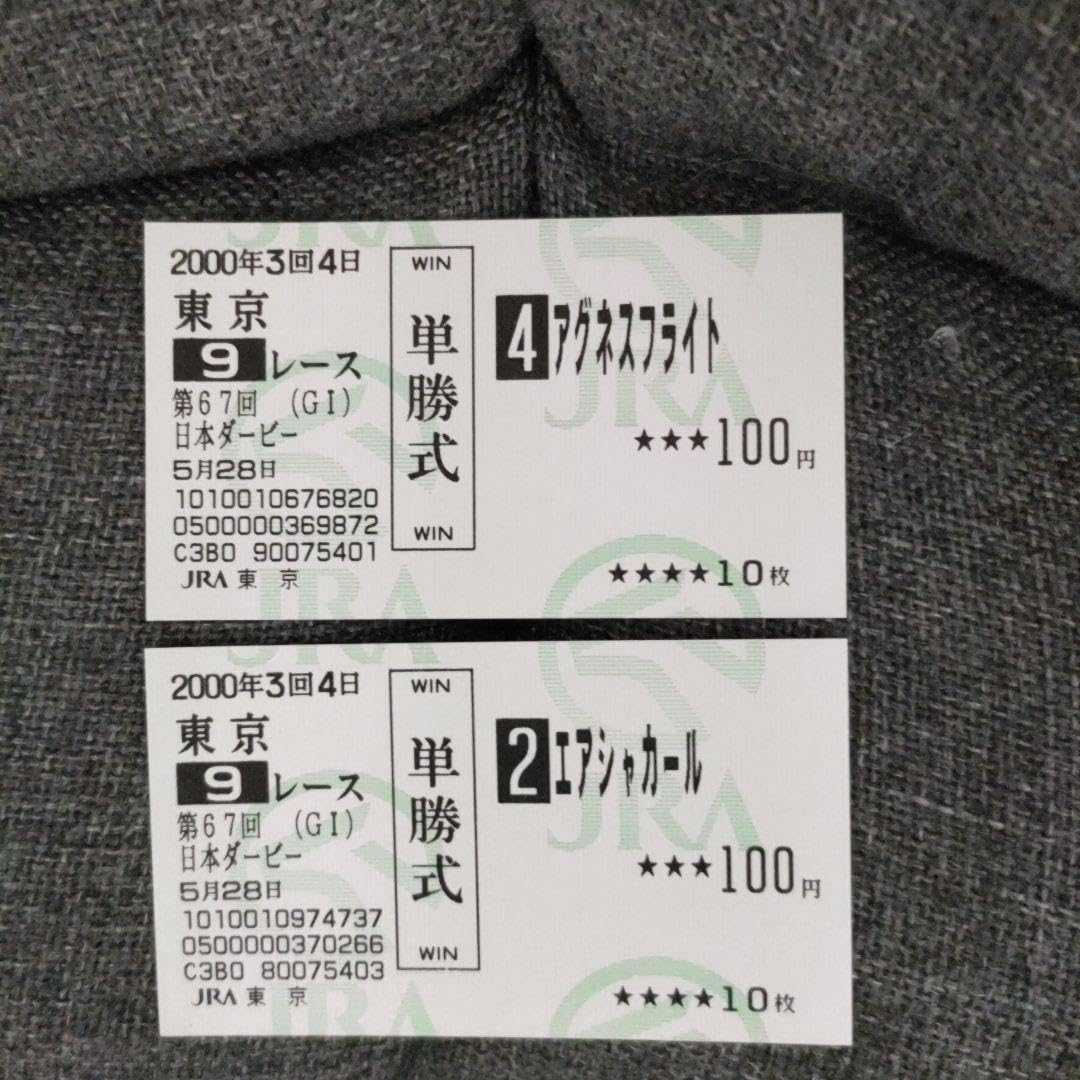 2000年3回4日
東京
9レース
第67回 (GI)
日本ダービー
5月28日
1010010676820
0500000369872
C3B0 90075401
JRA 東京
WIN
単勝式
WIN
4アグネスフライト
★★★100円
★★★★10枚
JRA
JRA
JRA
2000年3回4日
東京
9レース
第67回 (GI)
日本ダービー
5月28日
1010010974737
0500000370266
C3B0 80075403
JRA 東京
WIN
単勝式
WIN
2エアシャカール
★★★100円
★★★★10枚
JRA
JRA